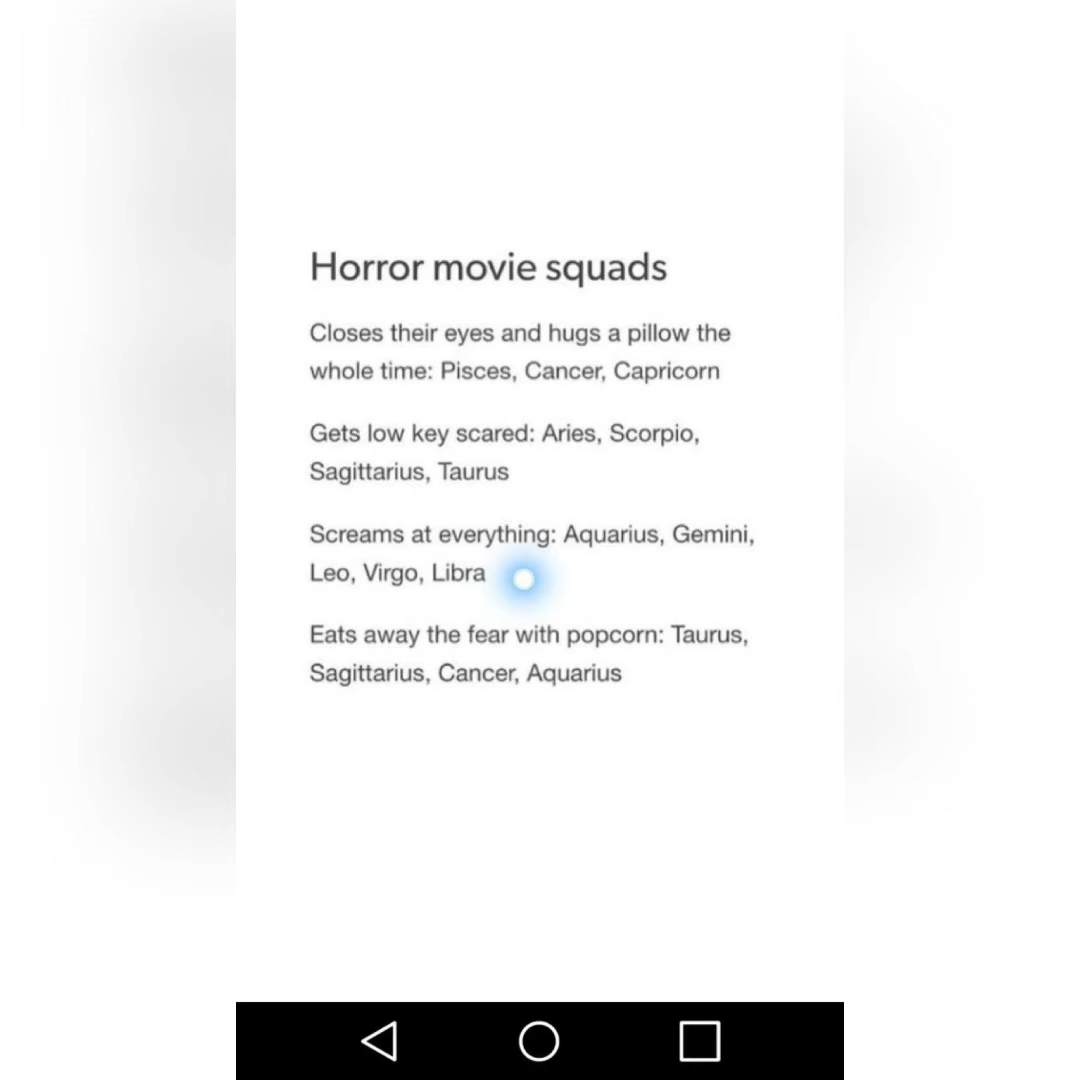 Horror movie squads
Closes their eyes and hugs a pillow the
whole time: Pisces, Cancer, Capricorn
Gets low key scared: Aries, Scorpio,
Sagittarius, Taurus
Screams at everything: Aquarius, Gemini,
Leo, Virgo, Libra
Eats away the fear with popcorn: Taurus,
Sagittarius, Cancer, Aquarius